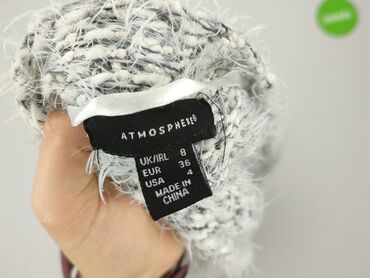 ATMOSPHERE
UK/IRL 8
EUR 36
USA 4
MADE IN
CHINA